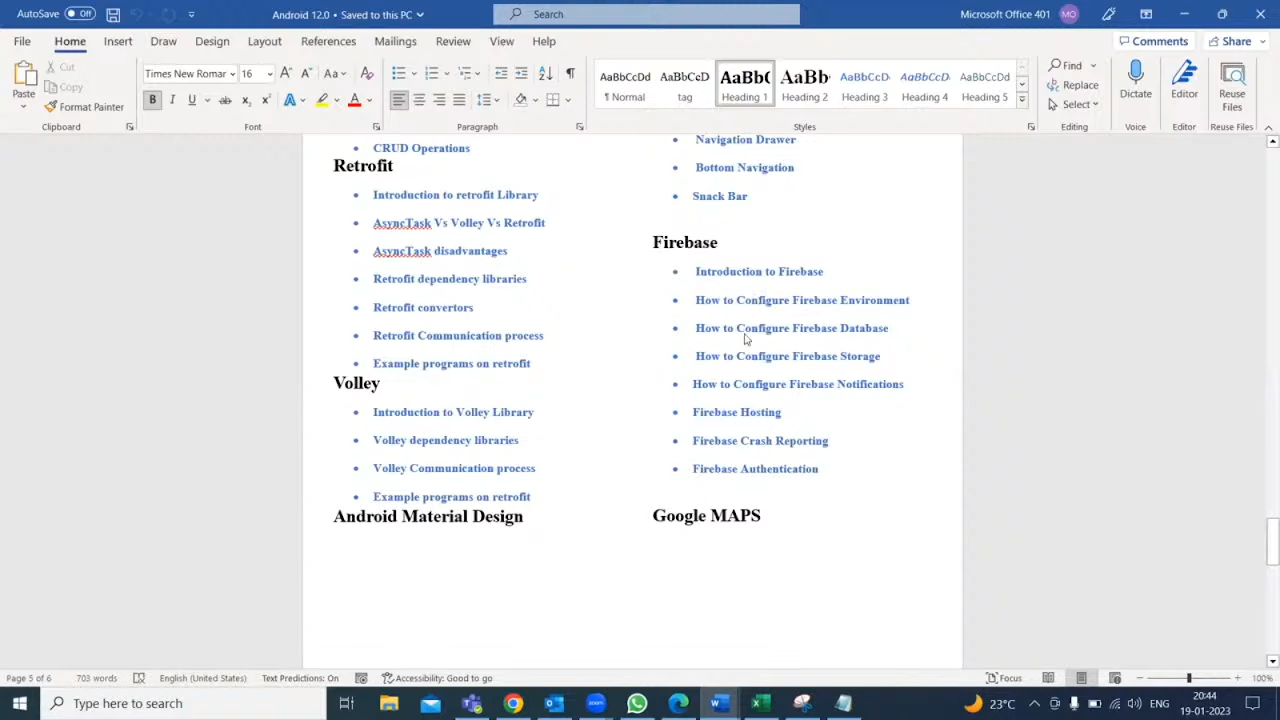 AutoSave Off Android 12.0 • Saved to this PC Search Microsoft Office 401 MO
File Home Insert Draw Design Layout References Mailings Review View Help Comments Share
Paste Cut Copy Format Painter
Times New Roman 16
AaBbCcDd AaBbCcD AaBbC AaBb AaBbCcD AaBbCcD AaBbCcDd
¶ Normal tag Heading 1 Heading 2 Heading 3 Heading 4 Heading 5
Find Replace Select
Dictate Editor Reuse Files
Clipboard Font Paragraph Styles Editing Voice Editor Reuse Files
• CRUD Operations
Retrofit
• Introduction to retrofit Library
• AsyncTask Vs Volley Vs Retrofit
• AsyncTask disadvantages
• Retrofit dependency libraries
• Retrofit convertors
• Retrofit Communication process
• Example programs on retrofit
Volley
• Introduction to Volley Library
• Volley dependency libraries
• Volley Communication process
• Example programs on retrofit
Android Material Design
• Navigation Drawer
• Bottom Navigation
• Snack Bar
Firebase
• Introduction to Firebase
• How to Configure Firebase Environment
• How to Configure Firebase Database
• How to Configure Firebase Storage
• How to Configure Firebase Notifications
• Firebase Hosting
• Firebase Crash Reporting
• Firebase Authentication
Google MAPS
Page 5 of 6 703 words English (United States) Text Predictions: On Accessibility: Good to go Focus 100%
Type here to search 23°C ENG 20:44
19-01-2023